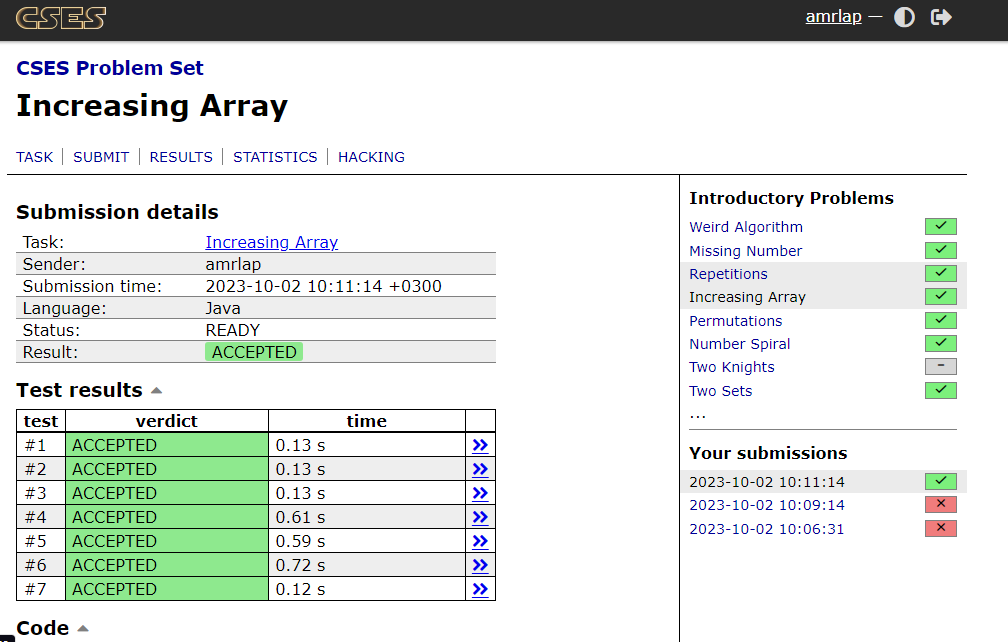 CSES
amrlap —
CSES Problem Set
Increasing Array
TASK | SUBMIT | RESULTS | STATISTICS | HACKING
Submission details
Task: Increasing Array
Sender: amrlap
Submission time: 2023-10-02 10:11:14 +0300
Language: Java
Status: READY
Result: ACCEPTED
Test results
test verdict time
#1 ACCEPTED 0.13 s »
#2 ACCEPTED 0.13 s »
#3 ACCEPTED 0.13 s »
#4 ACCEPTED 0.61 s »
#5 ACCEPTED 0.59 s »
#6 ACCEPTED 0.72 s »
#7 ACCEPTED 0.12 s »
Code
Introductory Problems
Weird Algorithm
Missing Number
Repetitions
Increasing Array
Permutations
Number Spiral
Two Knights –
Two Sets
...
Your submissions
2023-10-02 10:11:14
2023-10-02 10:09:14
2023-10-02 10:06:31